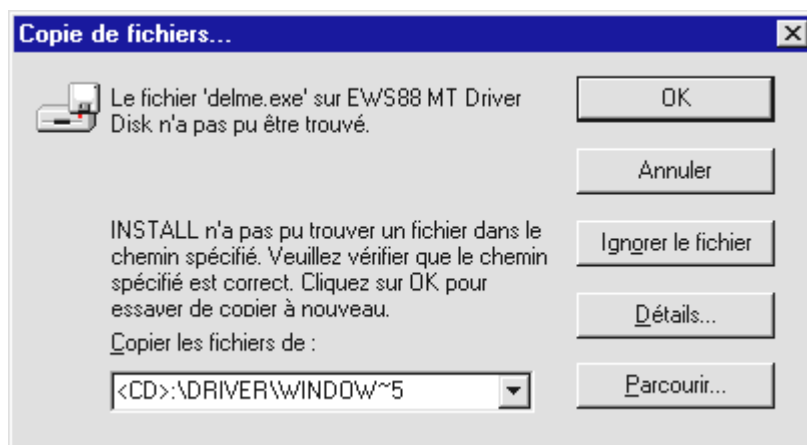 Copie de fichiers...
Le fichier 'delme.exe' sur EWS88 MT Driver
Disk n'a pas pu être trouvé.
OK
Annuler
INSTALL n'a pas pu trouver un fichier dans le
chemin spécifié. Veuillez vérifier que le chemin
spécifié est correct. Cliquez sur OK pour
essayer de copier à nouveau.
Ignorer le fichier
Détails...
Copier les fichiers de :
<CD>:\DRIVER\WINDOW~5
Parcourir...